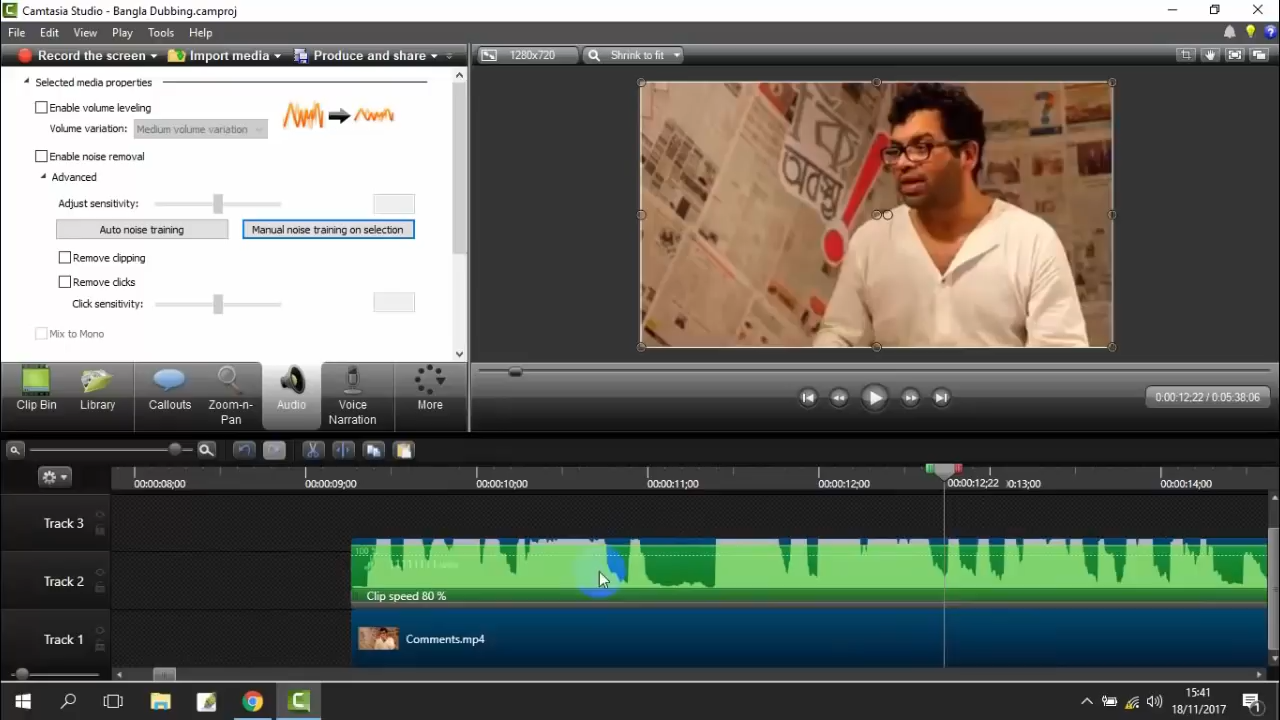 Camtasia Studio - Bangla Dubbing.camproj
File Edit View Play Tools Help
Record the screen Import media Produce and share
1280x720 Shrink to fit
Selected media properties
Enable volume leveling
Volume variation: Medium volume variation
Enable noise removal
Advanced
Adjust sensitivity:
Auto noise training Manual noise training on selection
Remove clipping
Remove clicks
Click sensitivity:
Mix to Mono
অবস্থা
Clip Bin Library Callouts Zoom-n-Pan Audio Voice Narration More
0:00:12;22 / 0:05:38;06
00:00:08;00 00:00:09;00 00:00:10;00 00:00:11;00 00:00:12;00 00:00:12;22 13;00 00:00:14;00
Track 3
100 %
Track 2
Clip speed 80 %
Track 1 Comments.mp4
15:41
18/11/2017